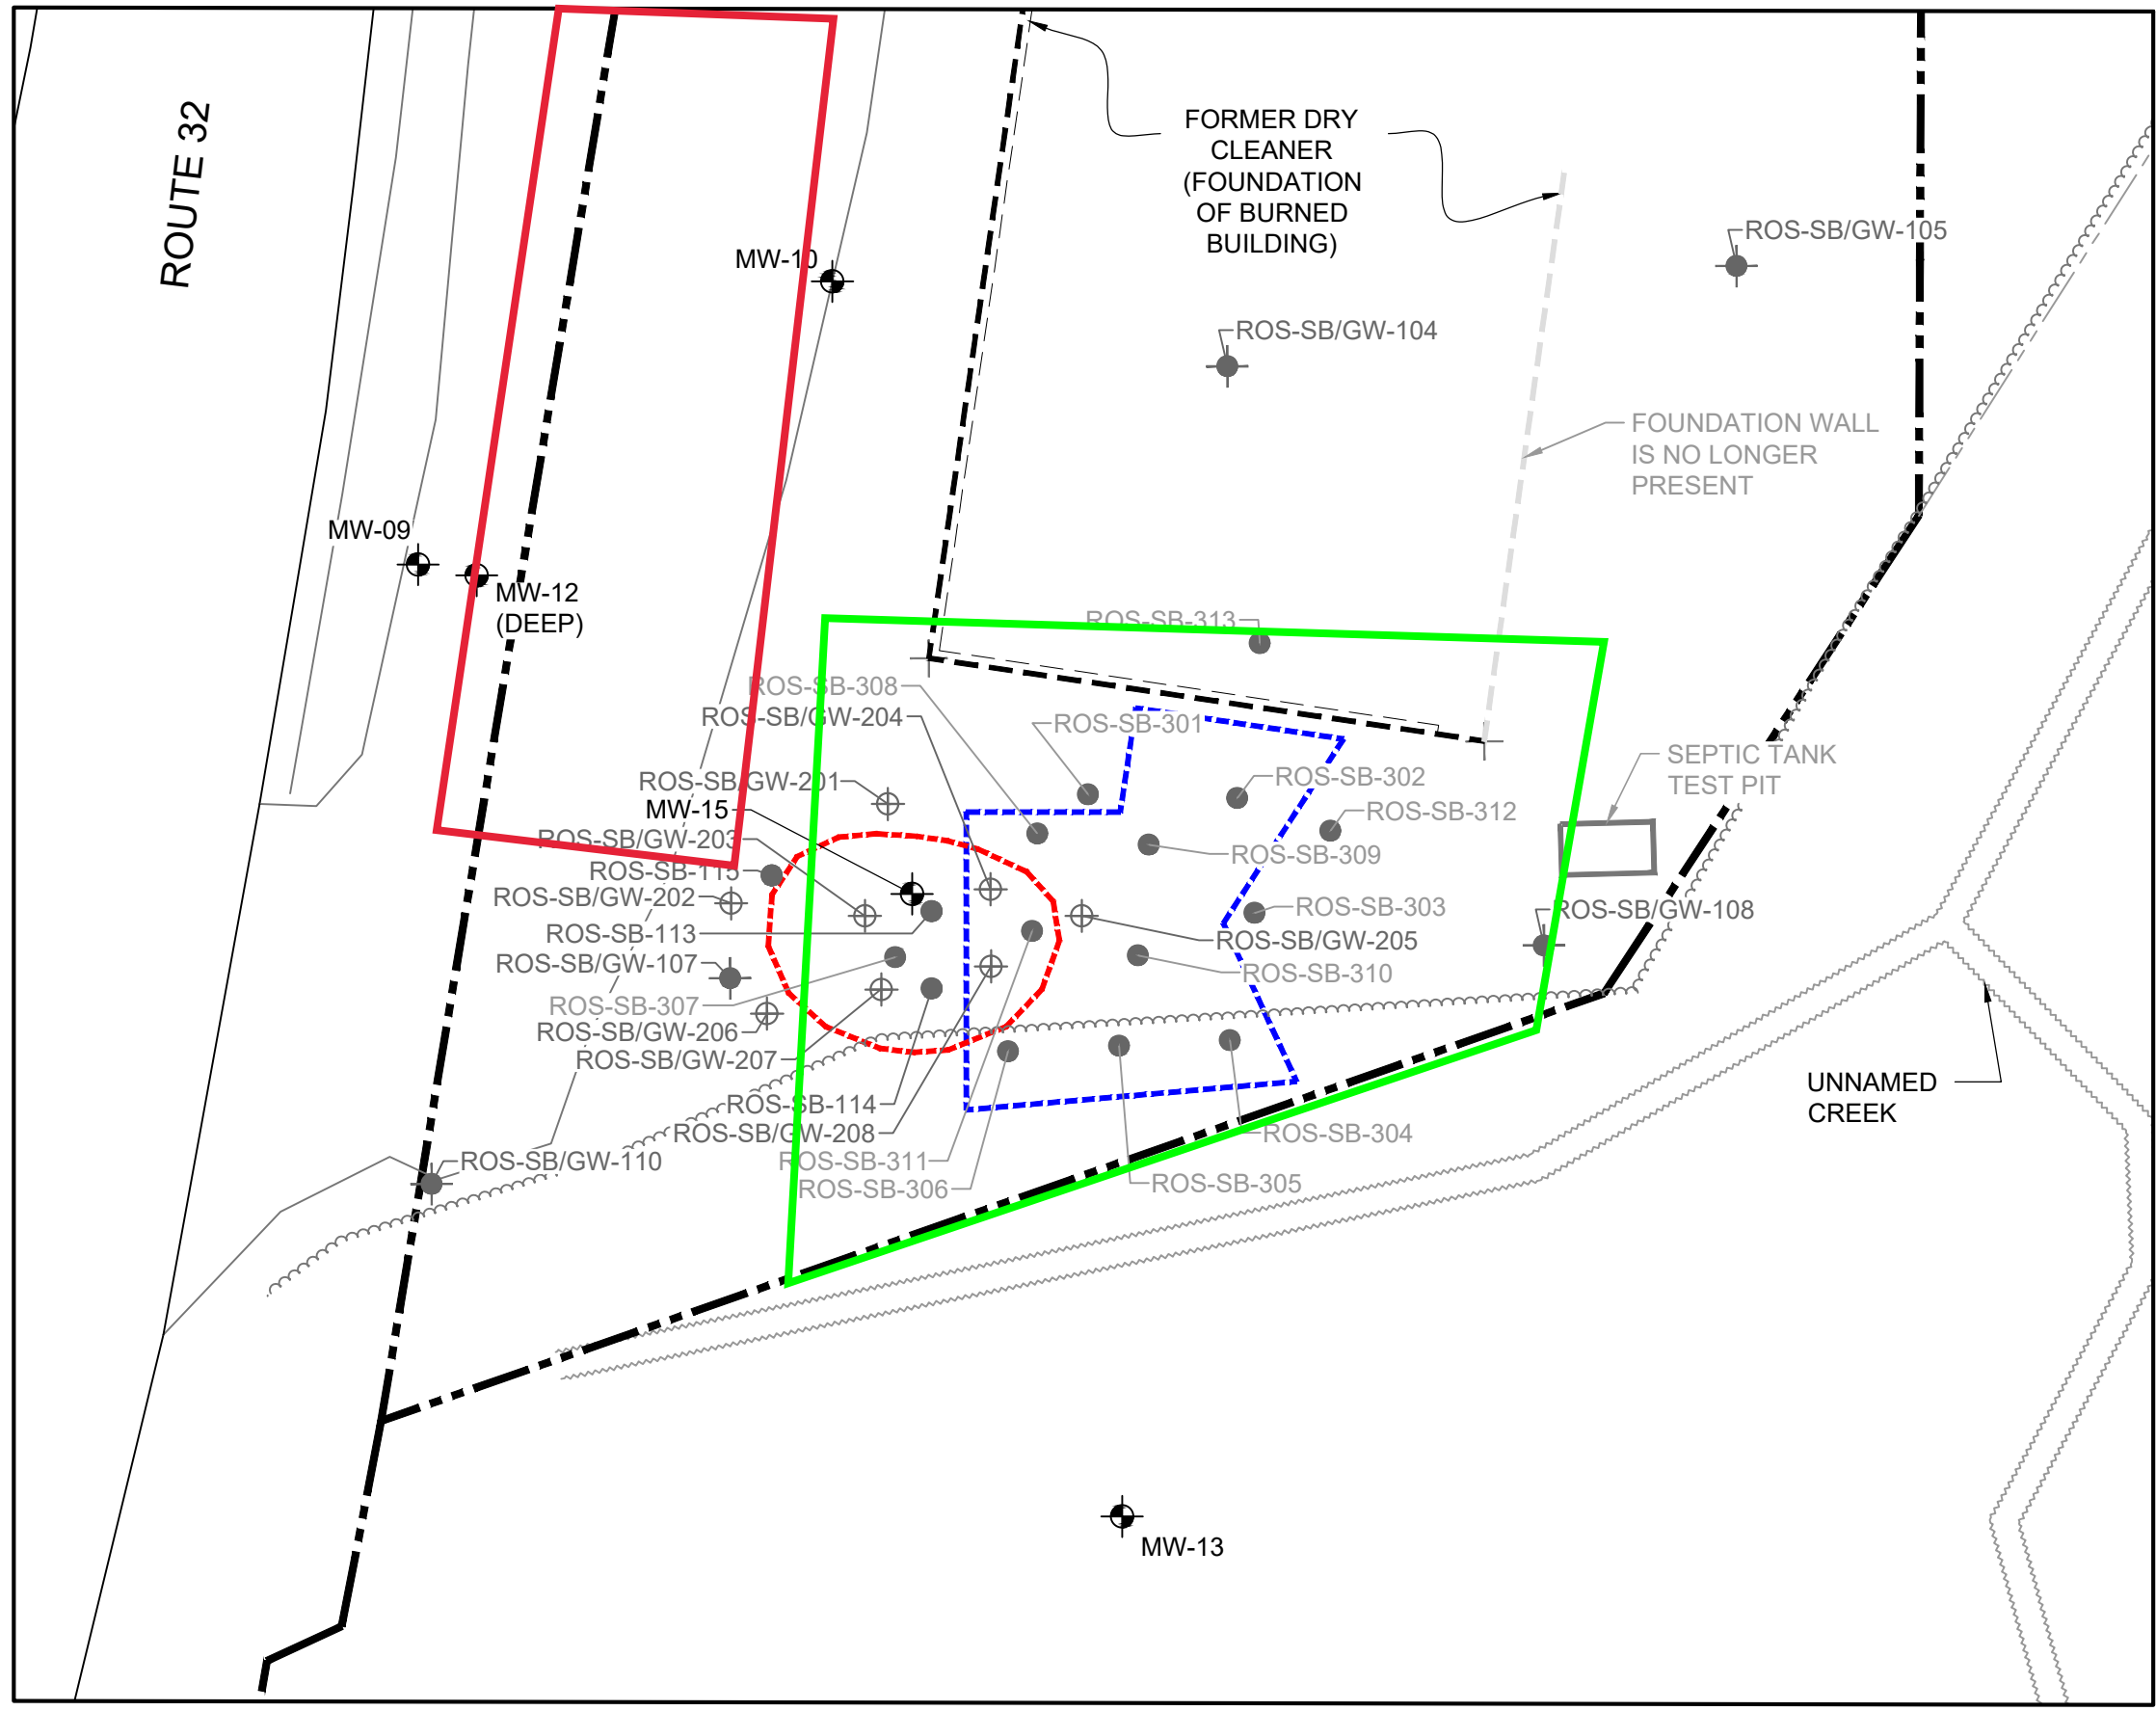 ROUTE 32
FORMER DRY
CLEANER
(FOUNDATION
OF BURNED
BUILDING)
ROS-SB/GW-105
MW-10
ROS-SB/GW-104
FOUNDATION WALL
IS NO LONGER
PRESENT
MW-09
MW-12
(DEEP)
ROS-SB-313
ROS-SB-308
ROS-SB/GW-204
ROS-SB-301
SEPTIC TANK
TEST PIT
ROS-SB/GW-201
ROS-SB-302
MW-15
ROS-SB-312
ROS-SB/GW-203
ROS-SB-309
ROS-SB-115
ROS-SB/GW-202
ROS-SB-303
ROS-SB/GW-108
ROS-SB-113
ROS-SB/GW-205
ROS-SB/GW-107
ROS-SB-310
ROS-SB-307
ROS-SB/GW-206
ROS-SB/GW-207
UNNAMED
CREEK
ROS-SB-114
ROS-SB/GW-208
ROS-SB-304
ROS-SB-311
ROS-SB/GW-110
ROS-SB-306
ROS-SB-305
MW-13